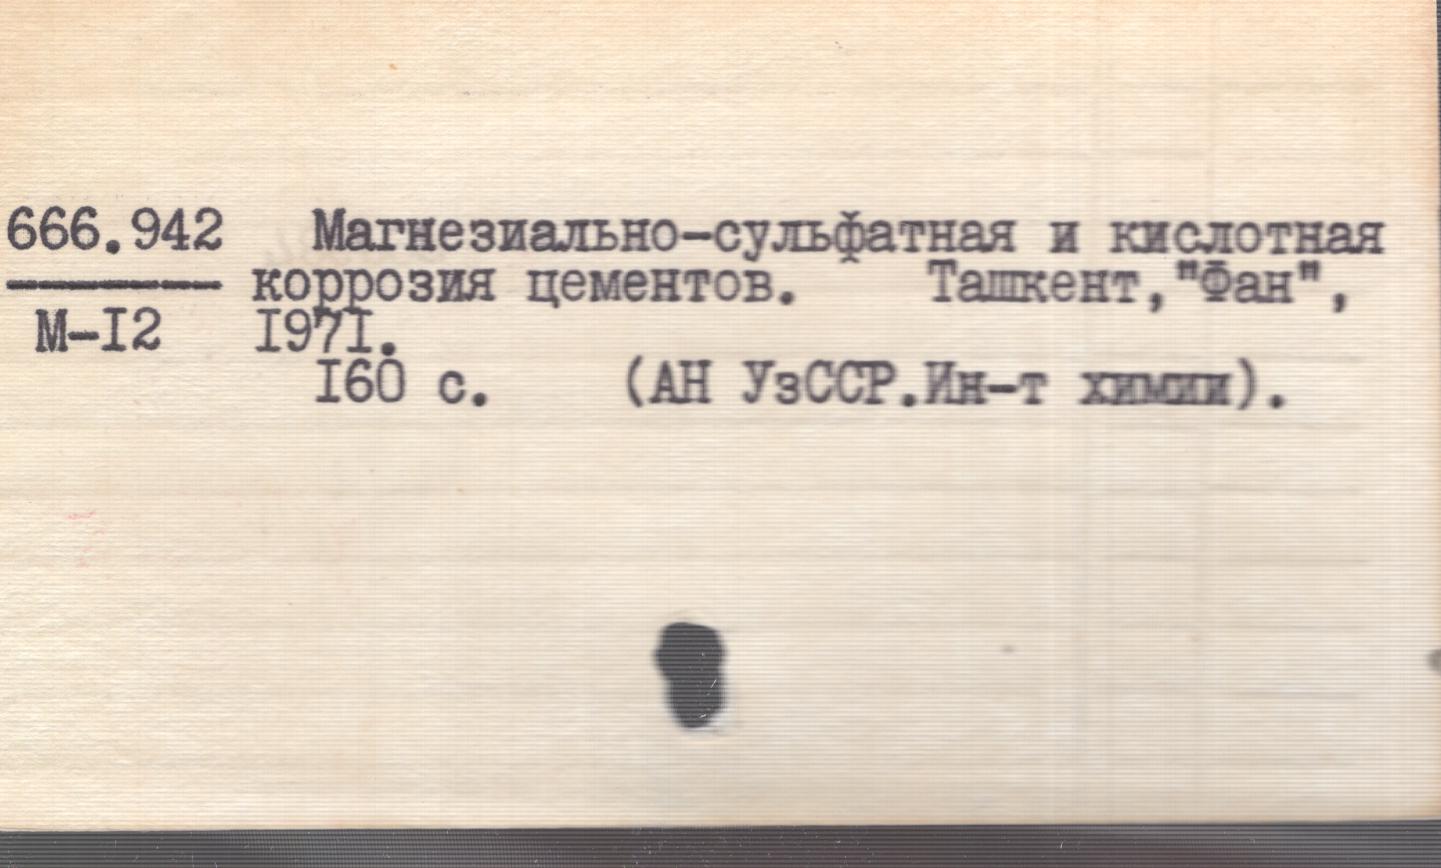 666.942 Магнезиально-сульфатная и кислотная
коррозия цементов. Ташкент,"Фан",
М-I2 I97I.
I60 с. (АН УзССР.Ин-т химии).